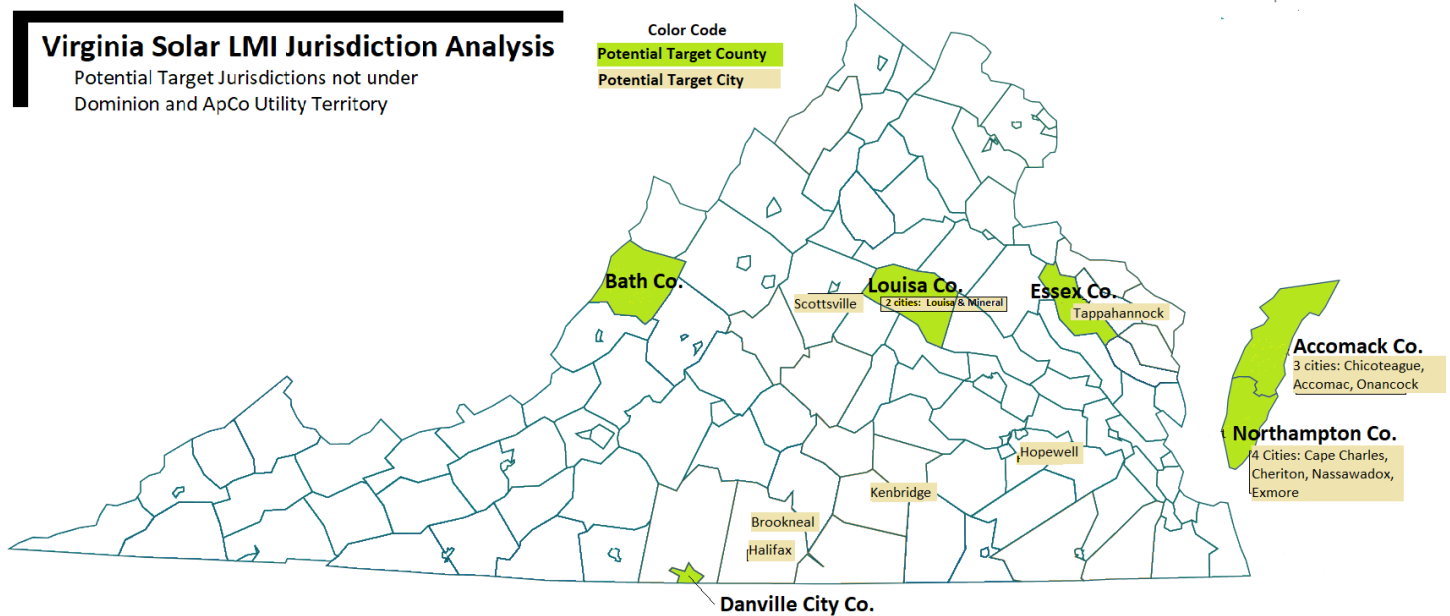 Virginia Solar LMI Jurisdiction Analysis
Potential Target Jurisdictions not under
Dominion and ApCo Utility Territory
Color Code
Potential Target County
Potential Target City
Bath Co.
Louisa Co.
2 cities: Louisa & Mineral
Scottsville
Essex Co.
Tappahannock
Accomack Co.
3 cities: Chicoteague,
Accomac, Onancock
Northampton Co.
4 Cities: Cape Charles,
Cheriton, Nassawadox,
Exmore
Hopewell
Kenbridge
Brookneal
Halifax
Danville City Co.